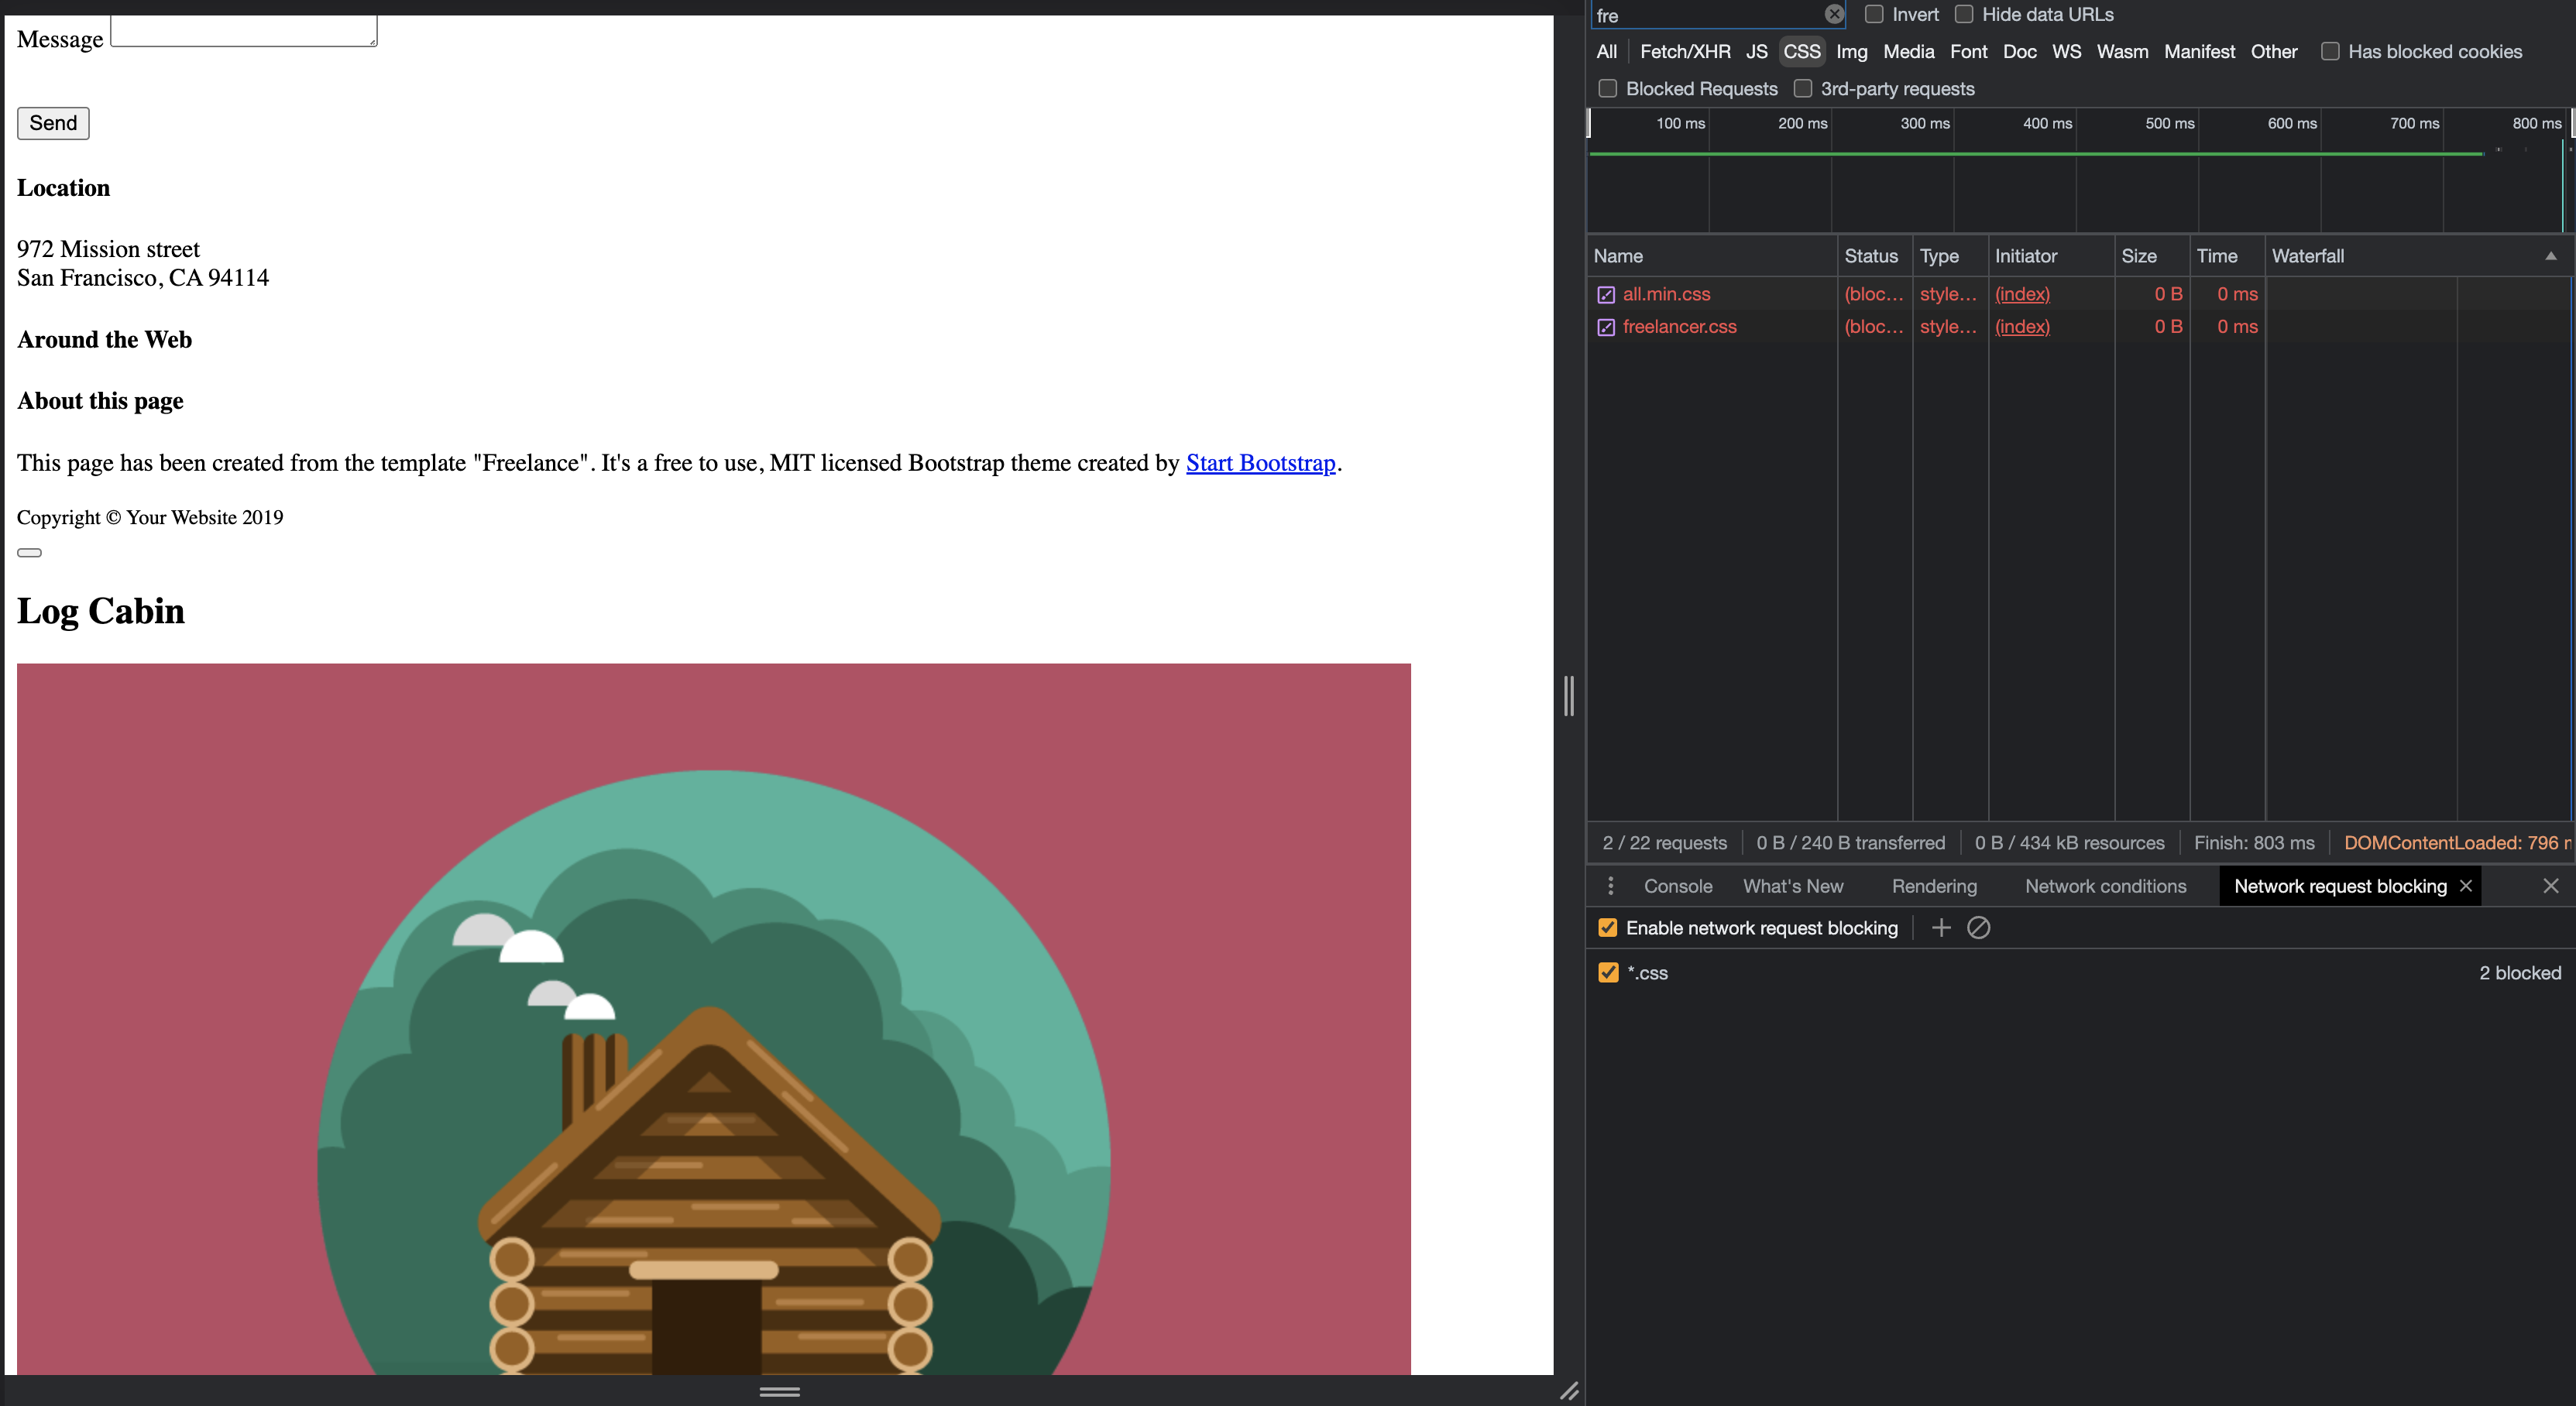 Message
Send
Location
972 Mission street
San Francisco, CA 94114
Around the Web
About this page
This page has been created from the template "Freelance". It's a free to use, MIT licensed Bootstrap theme created by Start Bootstrap.
Copyright © Your Website 2019
Log Cabin
fre Invert Hide data URLs
All Fetch/XHR JS CSS Img Media Font Doc WS Wasm Manifest Other Has blocked cookies
Blocked Requests 3rd-party requests
100 ms 200 ms 300 ms 400 ms 500 ms 600 ms 700 ms 800 ms
Name Status Type Initiator Size Time Waterfall
all.min.css (bloc... style... (index) 0 B 0 ms
freelancer.css (bloc... style... (index) 0 B 0 ms
2 / 22 requests 0 B / 240 B transferred 0 B / 434 kB resources Finish: 803 ms DOMContentLoaded: 796
Console What's New Rendering Network conditions Network request blocking
Enable network request blocking
*.css 2 blocked